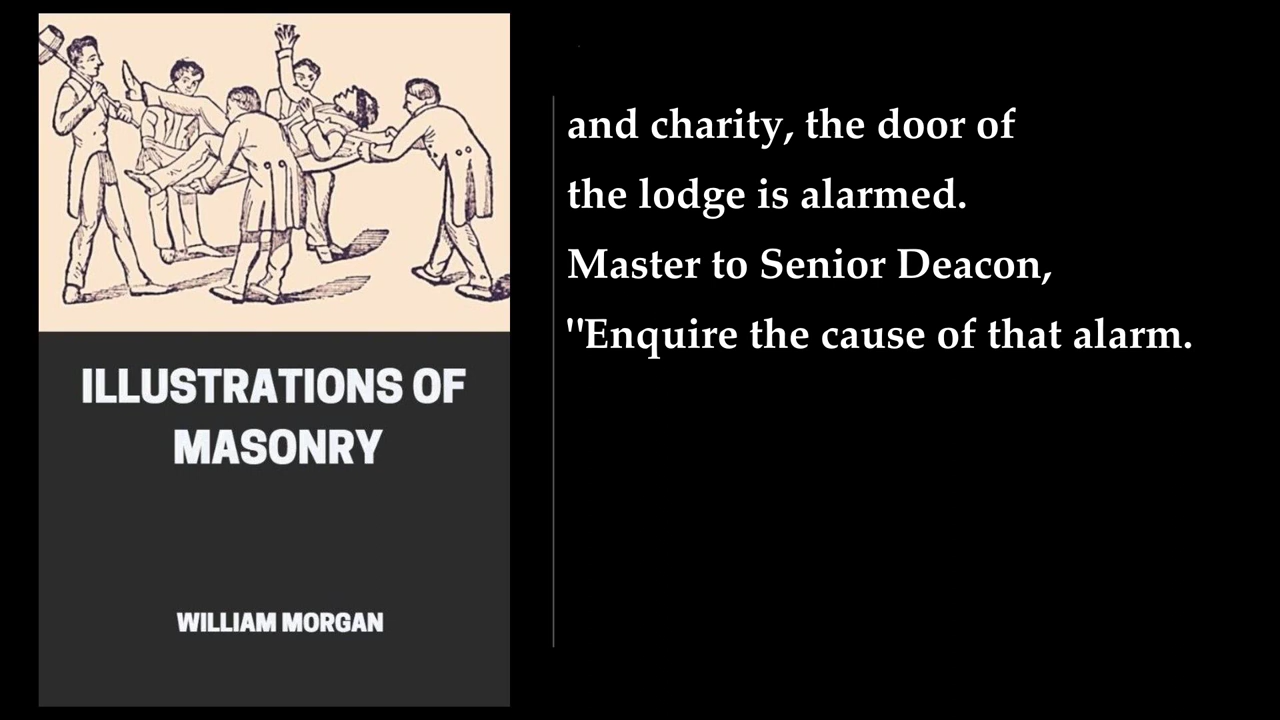 ILLUSTRATIONS OF
MASONRY
WILLIAM MORGAN
and charity, the door of
the lodge is alarmed.
Master to Senior Deacon,
"Enquire the cause of that alarm.